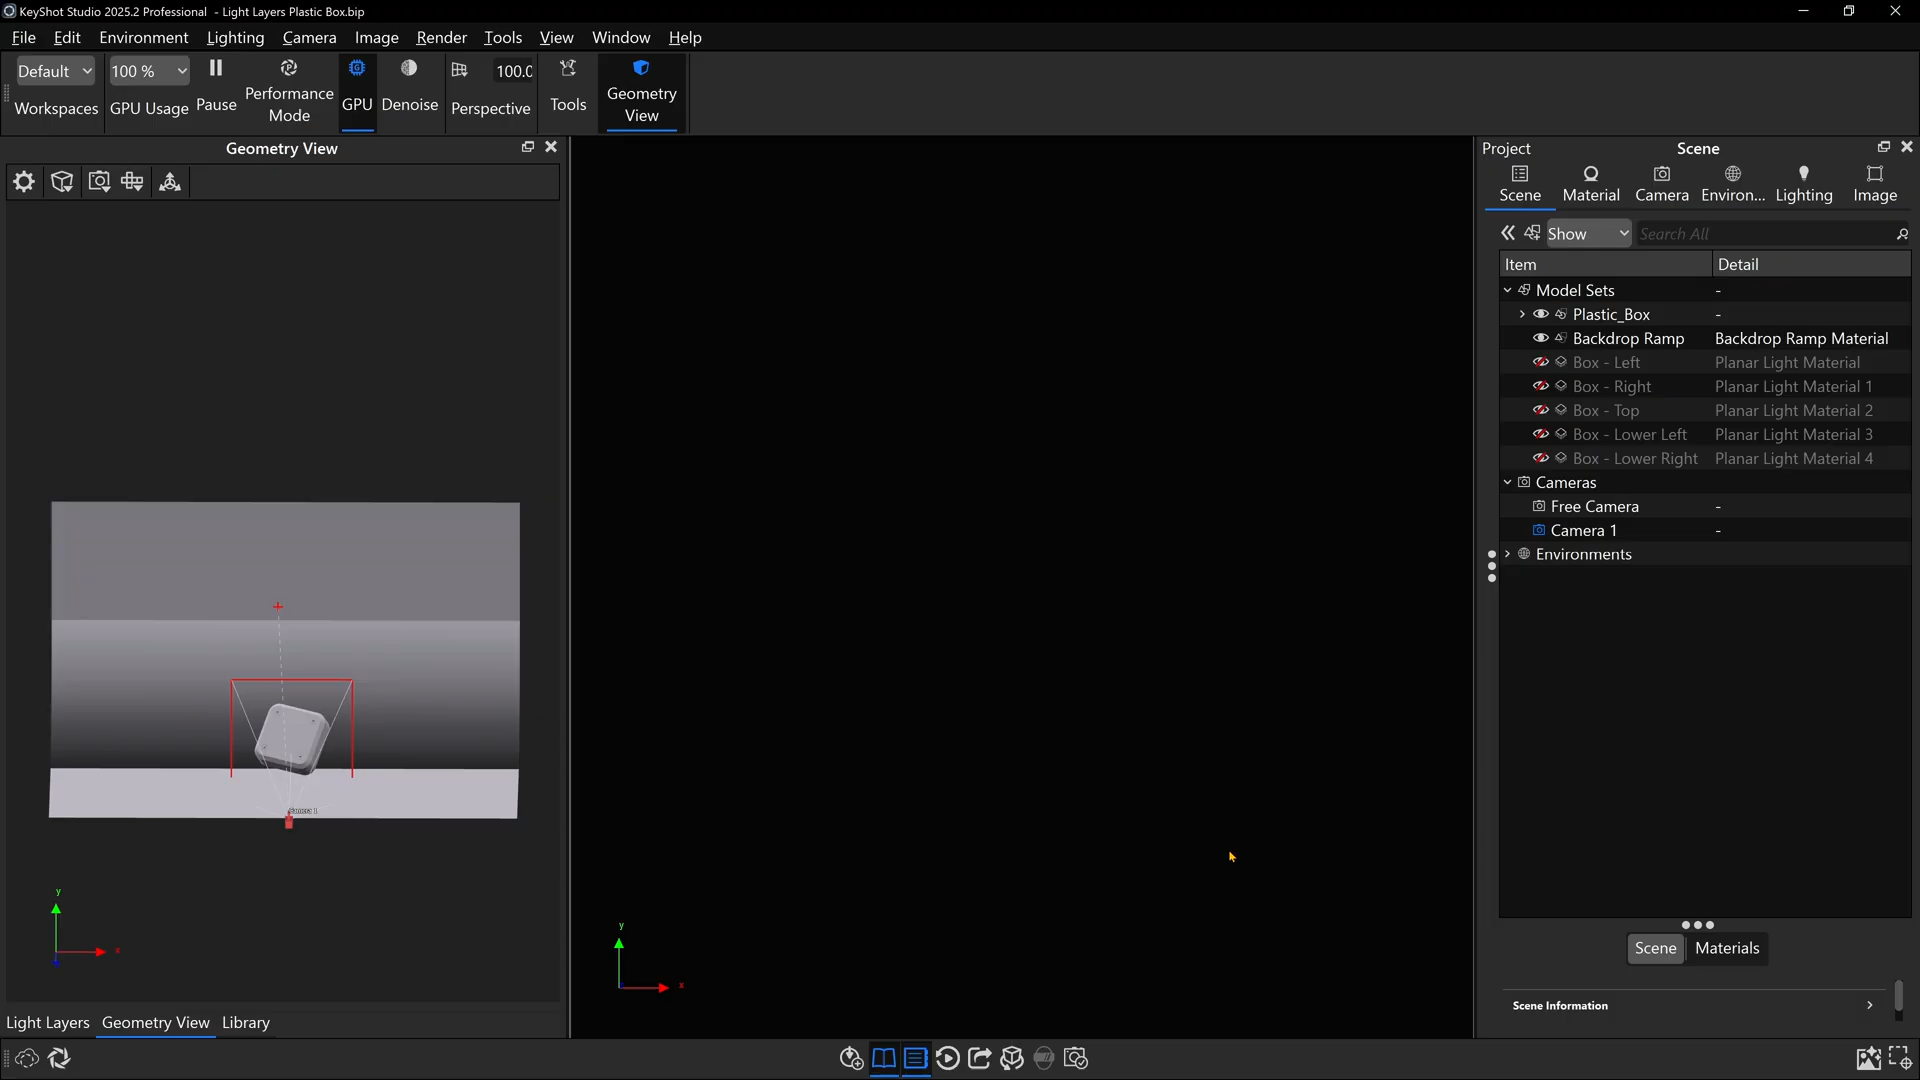 KeyShot Studio 2025.2 Professional - Light Layers Plastic Box.bip
File Edit Environment Lighting Camera Image Render Tools View Window Help
Default 100 % 100.0
Workspaces GPU Usage Pause Performance Mode GPU Denoise Perspective Tools Geometry View
Geometry View
Project Scene
Scene Material Camera Environ... Lighting Image
Show Search All
Item Detail
Model Sets -
Plastic_Box -
Backdrop Ramp Backdrop Ramp Material
Box - Left Planar Light Material
Box - Right Planar Light Material 1
Box - Top Planar Light Material 2
Box - Lower Left Planar Light Material 3
Box - Lower Right Planar Light Material 4
Cameras
Free Camera -
Camera 1 -
Environments
y
x
y
x
Scene Materials
Scene Information
Light Layers Geometry View Library